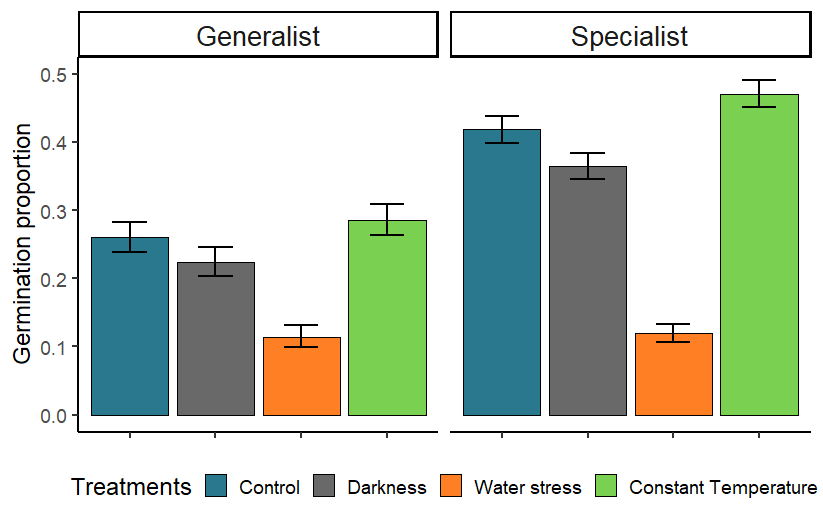 Generalist
Specialist
Germination proportion
0.5
0.4
0.3
0.2
0.1
0.0
Treatments Control Darkness Water stress Constant Temperature